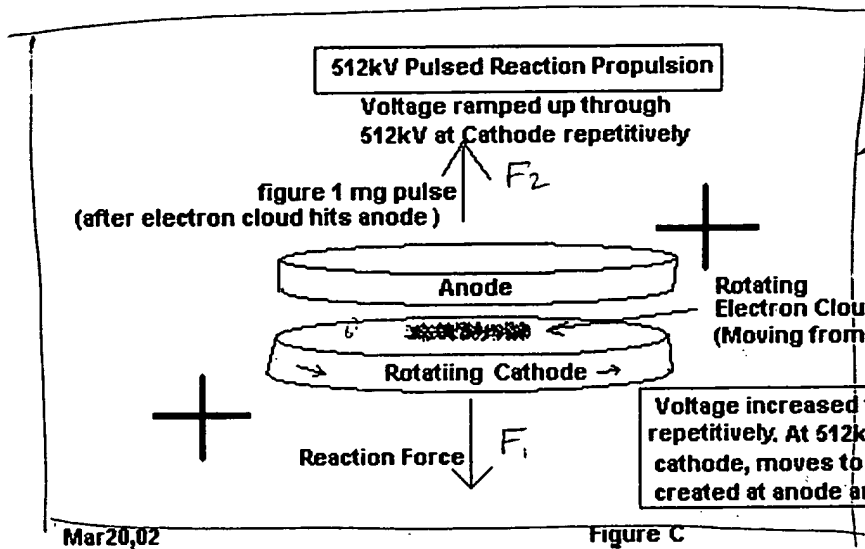 512kV Pulsed Reaction Propulsion
Voltage ramped up through
512kV at Cathode repetitively
F2
figure 1 mg pulse
(after electron cloud hits anode)
Anode
Rotating
Electron Clou
(Moving from
Rotatiing Cathode
Voltage increased
repetitively. At 512k
cathode, moves to
created at anode a
Reaction Force
F1
Mar20,02
Figure C